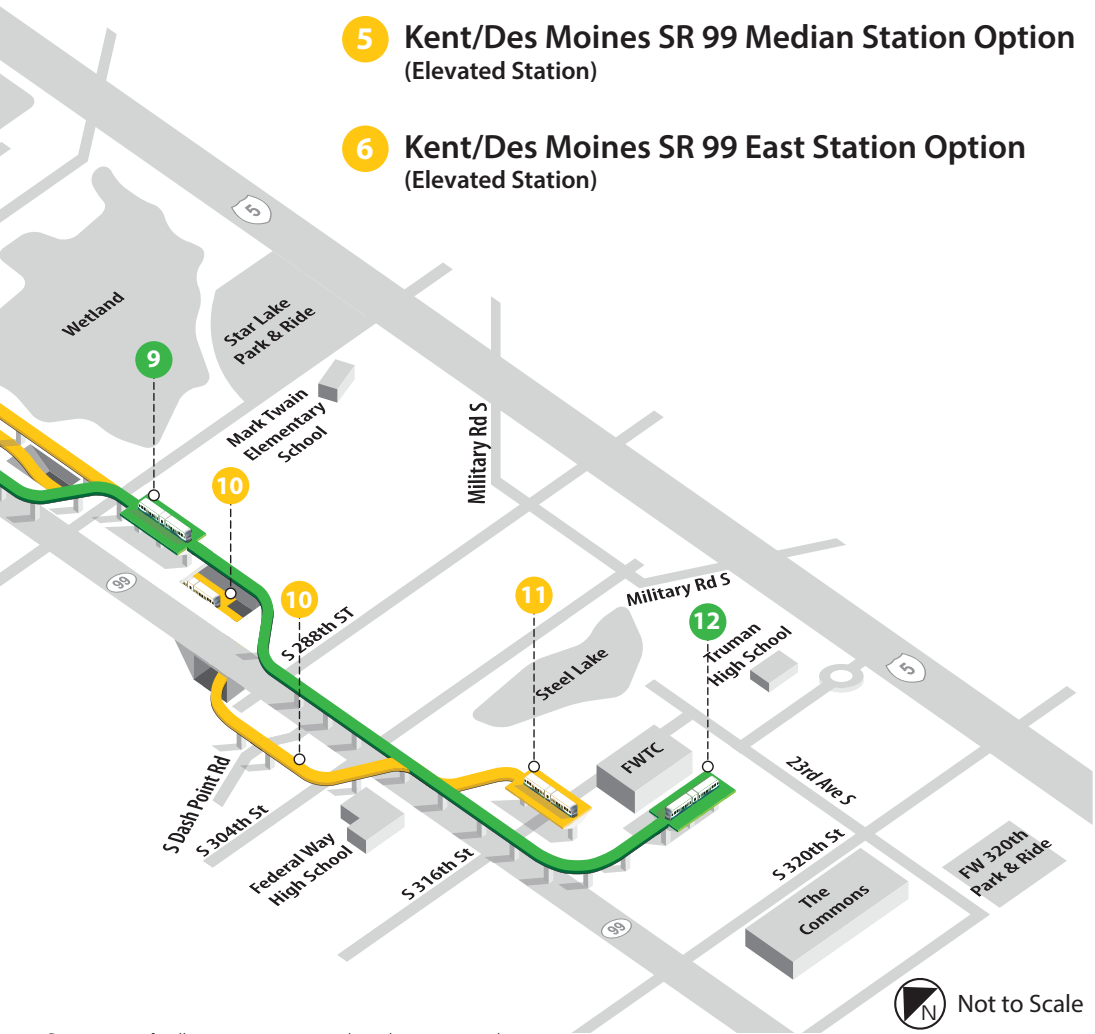 5 Kent/Des Moines SR 99 Median Station Option
(Elevated Station)
6 Kent/Des Moines SR 99 East Station Option
(Elevated Station)
5
Wetland
Star Lake
Park & Ride
9
Mark Twain
Elementary
School
Military Rd S
10
99
10
S 288th ST
11
Military Rd S
12
Truman
High School
5
Steel Lake
FWTC
23rd Ave S
S Dash Point Rd
S 304th St
Federal Way
High School
S 316th St
S 320th St
FW 320th
Park & Ride
The
Commons
99
N
Not to Scale